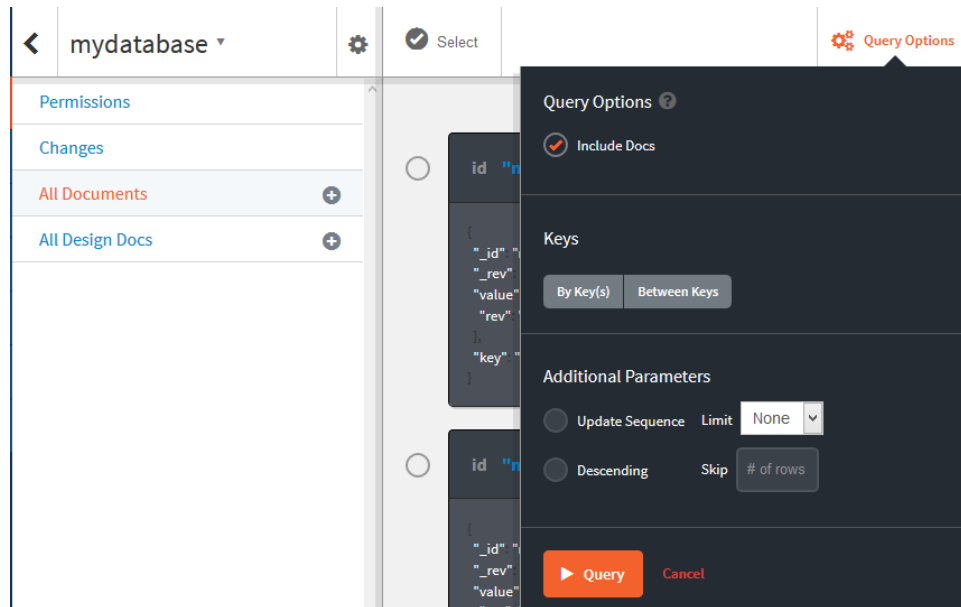 mydatabase
Select
Query Options
Permissions
Changes
All Documents
All Design Docs
id "n
{
"_id":
"_rev":
"value"
"rev":
},
"key": "
}
id "n
{
"_id":
"_rev":
"value"
Query Options ?
Include Docs
Keys
By Key(s) Between Keys
Additional Parameters
Update Sequence Limit None
Descending Skip # of rows
Query Cancel